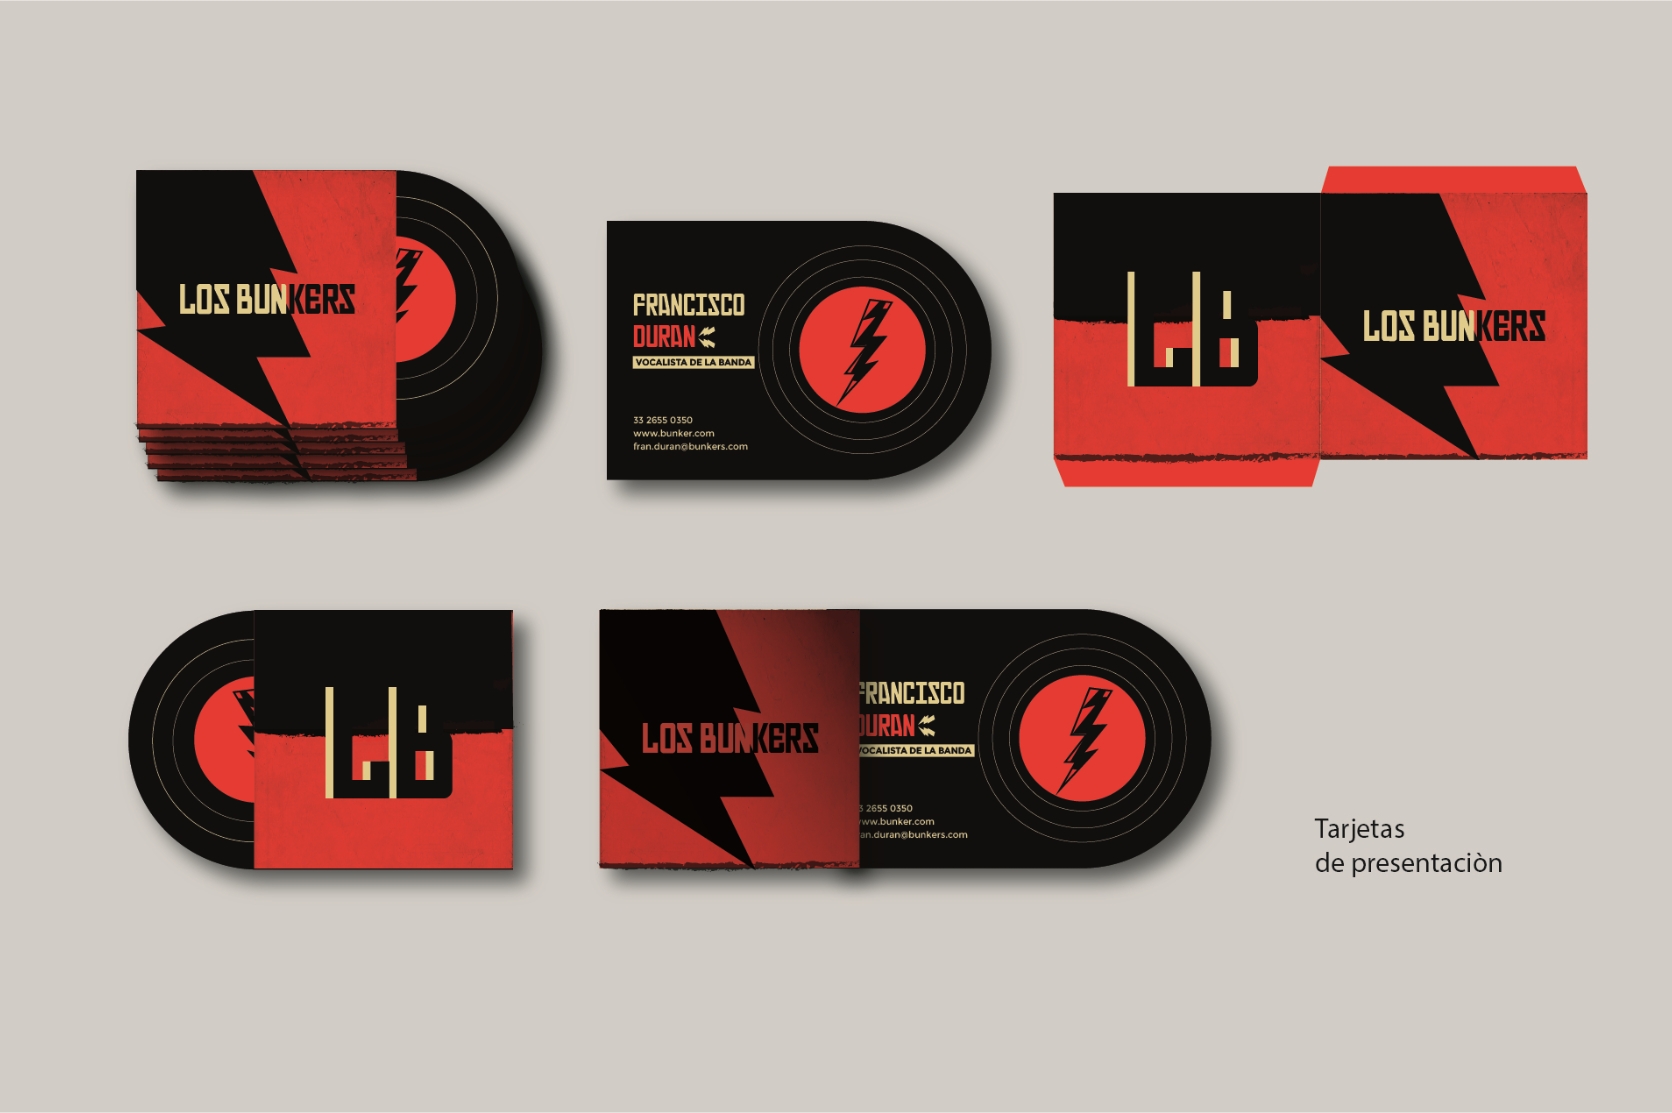 LOS BUNKERS
FRANCISCO
DURAN
VOCALISTA DE LA BANDA
33 2655 0350
www.bunker.com
fran.duran@bunkers.com
LB
LOS BUNKERS
LB
LOS BUNKERS
FRANCISCO
DURAN
VOCALISTA DE LA BANDA
3 2655 0350
www.bunker.com
an.duran@bunkers.com
Tarjetas
de presentaciòn